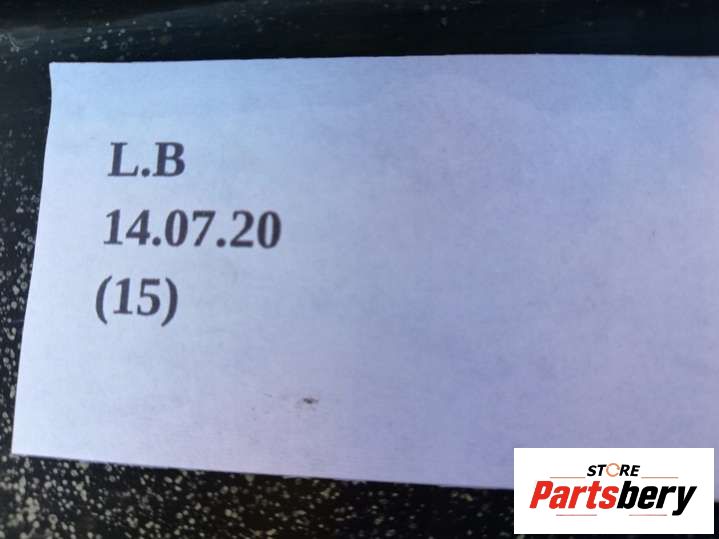 L.B
14.07.20
(15)
STORE
Partsbery